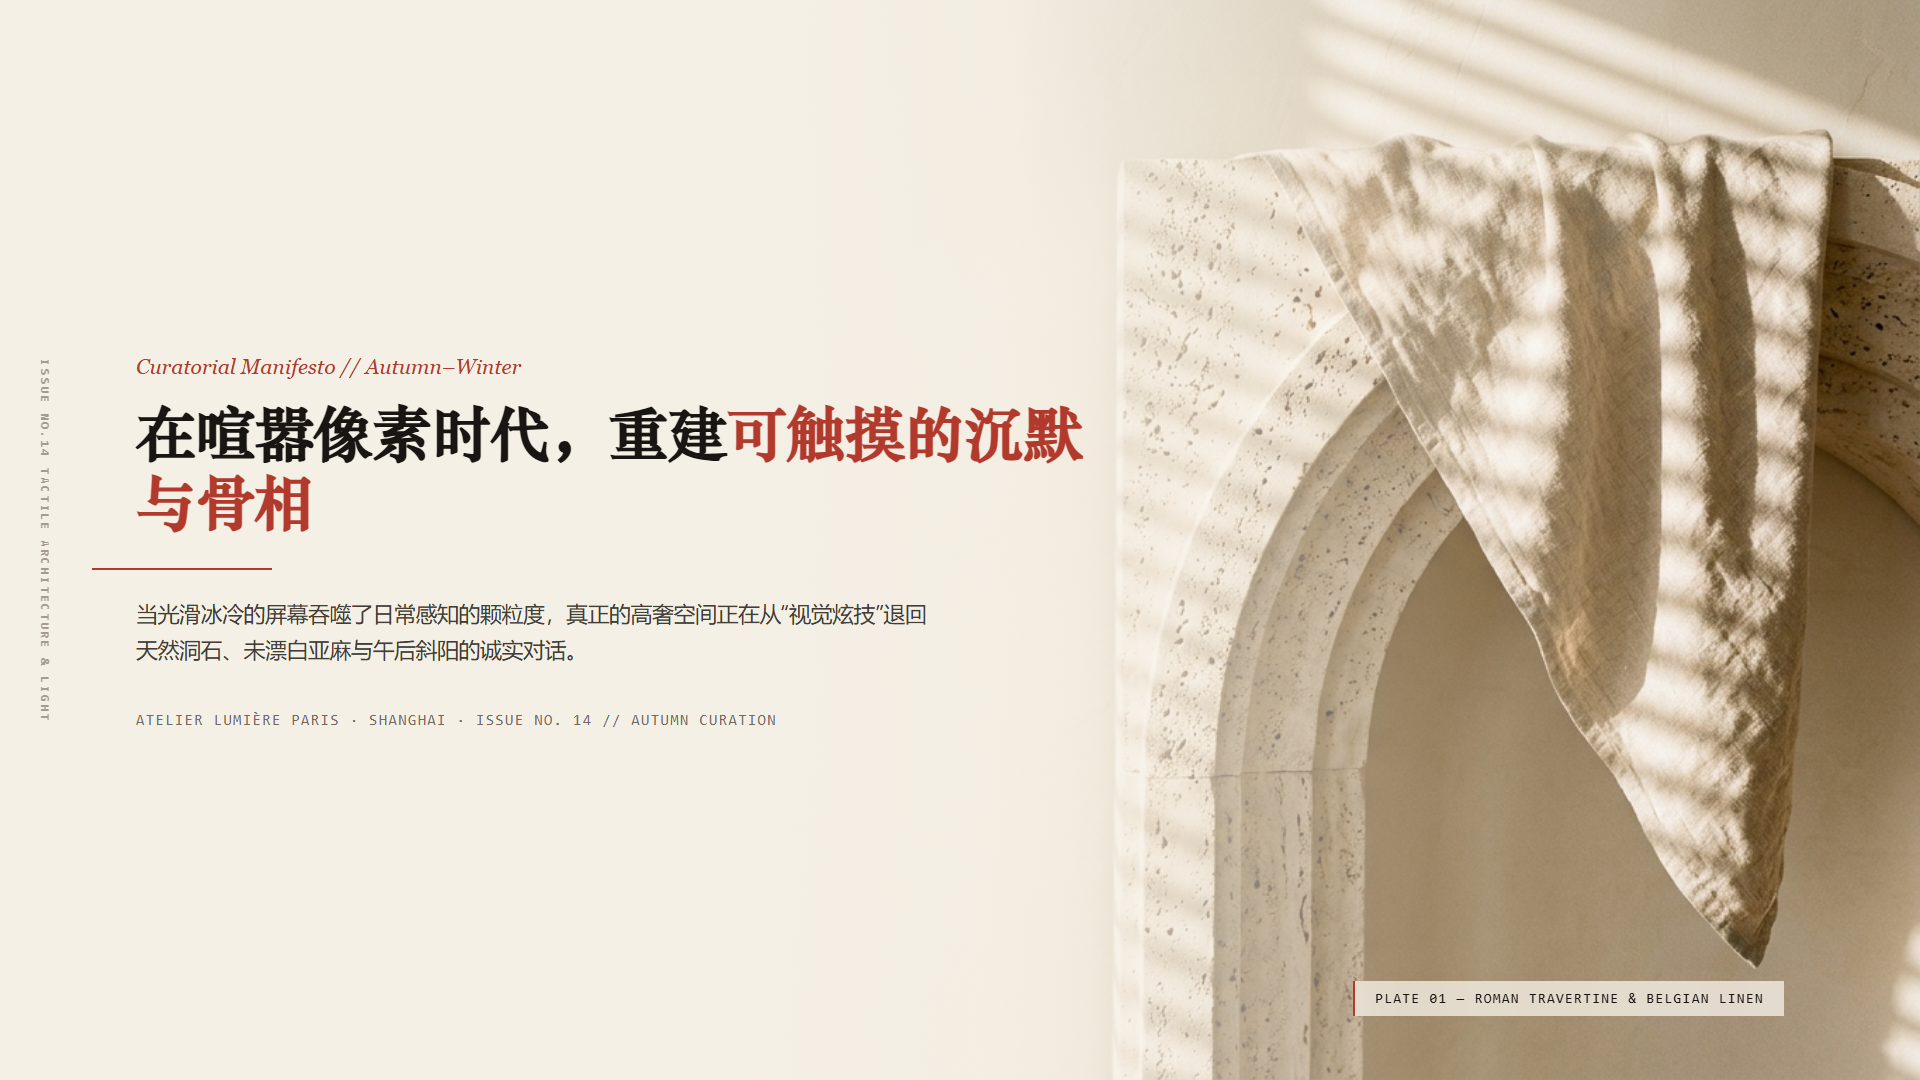 ISSUE NO.14 TACTILE ARCHITECTURE & LIGHT
Curatorial Manifesto // Autumn–Winter
在喧嚣像素时代，重建可触摸的沉默
与骨相
当光滑冰冷的屏幕吞噬了日常感知的颗粒度，真正的高奢空间正在从“视觉炫技”退回
天然洞石、未漂白亚麻与午后斜阳的诚实对话。
ATELIER LUMIÈRE PARIS · SHANGHAI · ISSUE NO. 14 // AUTUMN CURATION
PLATE 01 — ROMAN TRAVERTINE & BELGIAN LINEN